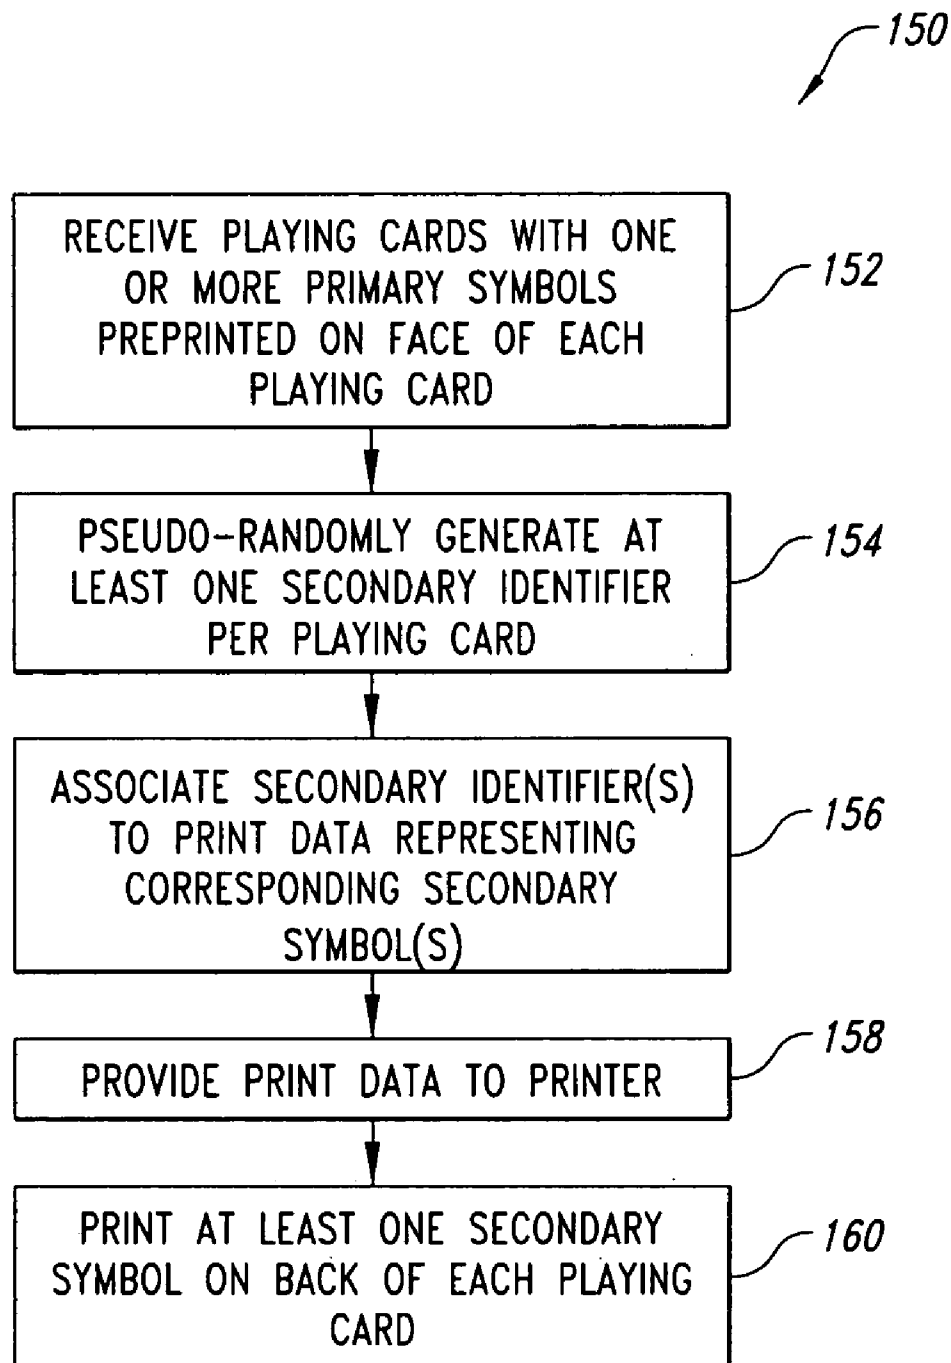 150
RECEIVE PLAYING CARDS WITH ONE
OR MORE PRIMARY SYMBOLS
PREPRINTED ON FACE OF EACH
PLAYING CARD
152
PSEUDO-RANDOMLY GENERATE AT
LEAST ONE SECONDARY IDENTIFIER
PER PLAYING CARD
154
ASSOCIATE SECONDARY IDENTIFIER(S)
TO PRINT DATA REPRESENTING
CORRESPONDING SECONDARY
SYMBOL(S)
156
PROVIDE PRINT DATA TO PRINTER
158
PRINT AT LEAST ONE SECONDARY
SYMBOL ON BACK OF EACH PLAYING
CARD
160